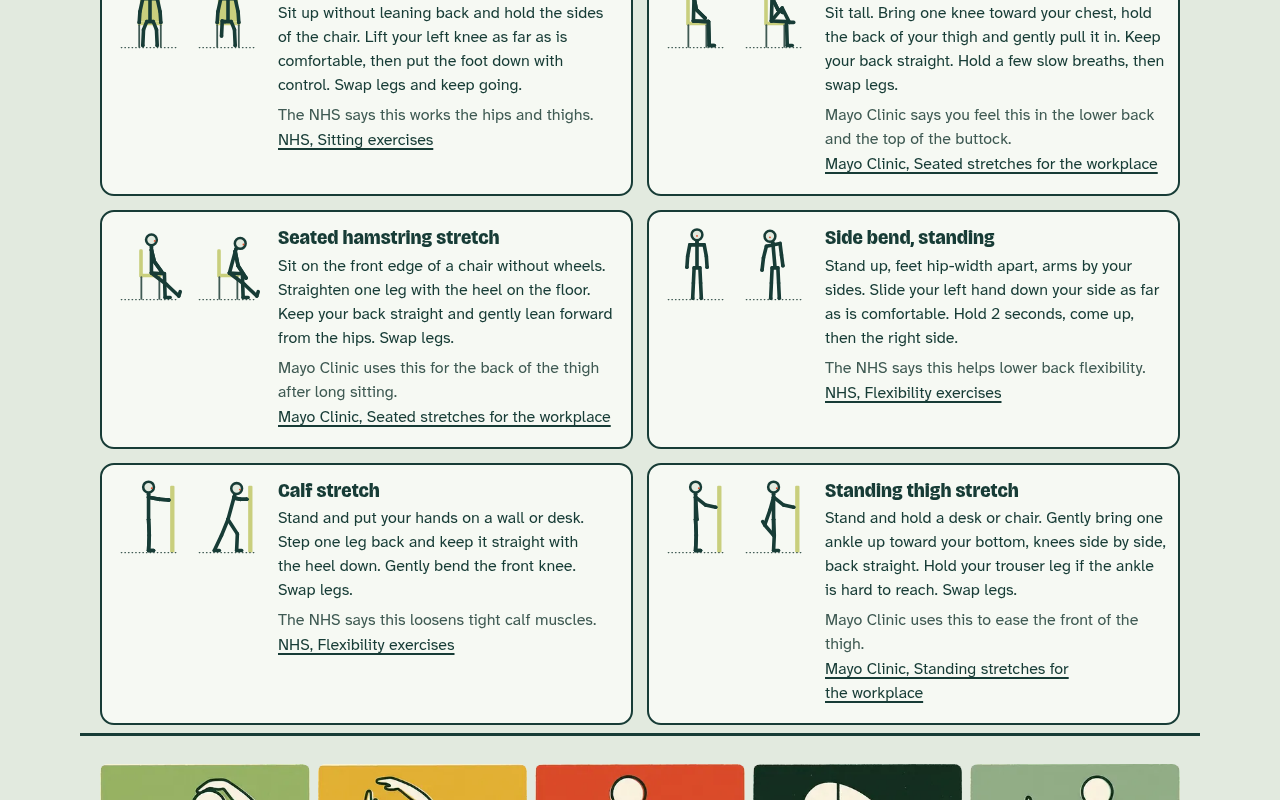 Sit up without leaning back and hold the sides
of the chair. Lift your left knee as far as is
comfortable, then put the foot down with
control. Swap legs and keep going.
The NHS says this works the hips and thighs.
NHS, Sitting exercises
Sit tall. Bring one knee toward your chest, hold
the back of your thigh and gently pull it in. Keep
your back straight. Hold a few slow breaths, then
swap legs.
Mayo Clinic says you feel this in the lower back
and the top of the buttock.
Mayo Clinic, Seated stretches for the workplace
Seated hamstring stretch
Sit on the front edge of a chair without wheels.
Straighten one leg with the heel on the floor.
Keep your back straight and gently lean forward
from the hips. Swap legs.
Mayo Clinic uses this for the back of the thigh
after long sitting.
Mayo Clinic, Seated stretches for the workplace
Side bend, standing
Stand up, feet hip-width apart, arms by your
sides. Slide your left hand down your side as far
as is comfortable. Hold 2 seconds, come up,
then the right side.
The NHS says this helps lower back flexibility.
NHS, Flexibility exercises
Calf stretch
Stand and put your hands on a wall or desk.
Step one leg back and keep it straight with
the heel down. Gently bend the front knee.
Swap legs.
The NHS says this loosens tight calf muscles.
NHS, Flexibility exercises
Standing thigh stretch
Stand and hold a desk or chair. Gently bring one
ankle up toward your bottom, knees side by side,
back straight. Hold your trouser leg if the ankle
is hard to reach. Swap legs.
Mayo Clinic uses this to ease the front of the
thigh.
Mayo Clinic, Standing stretches for
the workplace